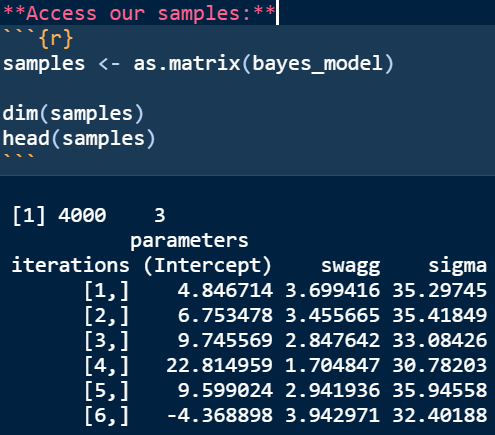 **Access our samples:**
```{r}
samples <- as.matrix(bayes_model)
dim(samples)
head(samples)
```
[1] 4000    3
parameters
iterations (Intercept)    swagg    sigma
[1,]    4.846714 3.699416 35.29745
[2,]    6.753478 3.455665 35.41849
[3,]    9.745569 2.847642 33.08426
[4,]   22.814959 1.704847 30.78203
[5,]    9.599024 2.941936 35.94558
[6,]   -4.368898 3.942971 32.40188